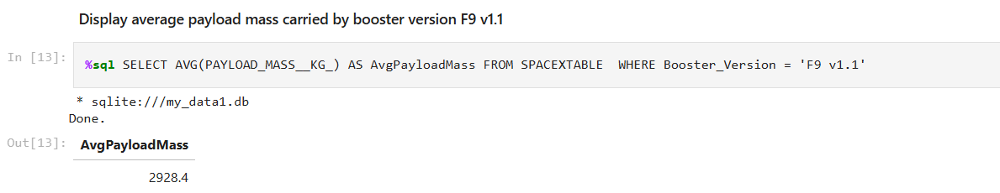 Display average payload mass carried by booster version F9 v1.1
In [13]: %sql SELECT AVG(PAYLOAD_MASS__KG_) AS AvgPayloadMass FROM SPACEXTABLE  WHERE Booster_Version = 'F9 v1.1'
* sqlite:///my_data1.db
Done.
Out[13]: AvgPayloadMass
2928.4